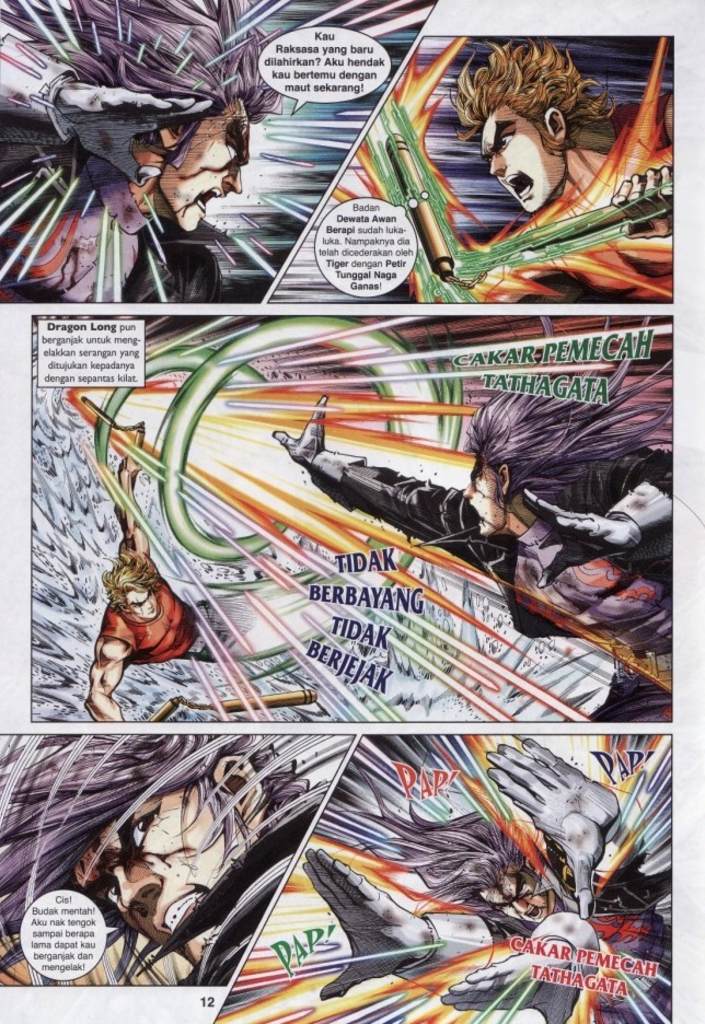 Kau
Raksasa yang baru
dilahirkan? Aku hendak
kau bertemu dengan
maut sekarang!
Badan
Dewata Awan
Berapi sudah luka-
luka. Nampaknya dia
telah dicederakan oleh
Tiger dengan Petir
Tunggal Naga
Ganas!
Dragon Long pun
berganjak untuk menge-
elakkan serangan yang
ditujukan kepadanya
dengan sepantas kilat.
CAKAR PEMECAH
TATHAGATA
TIDAK
BERBAYANG
TIDAK
BERJEJAK
Cis!
Budak mentah!
Aku nak tengok
sampai berapa
lama dapat kau
berganjak dan
mengelak!
PAP!
PAP!
PAP!
CAKAR PEMECAH
TATHAGATA
12